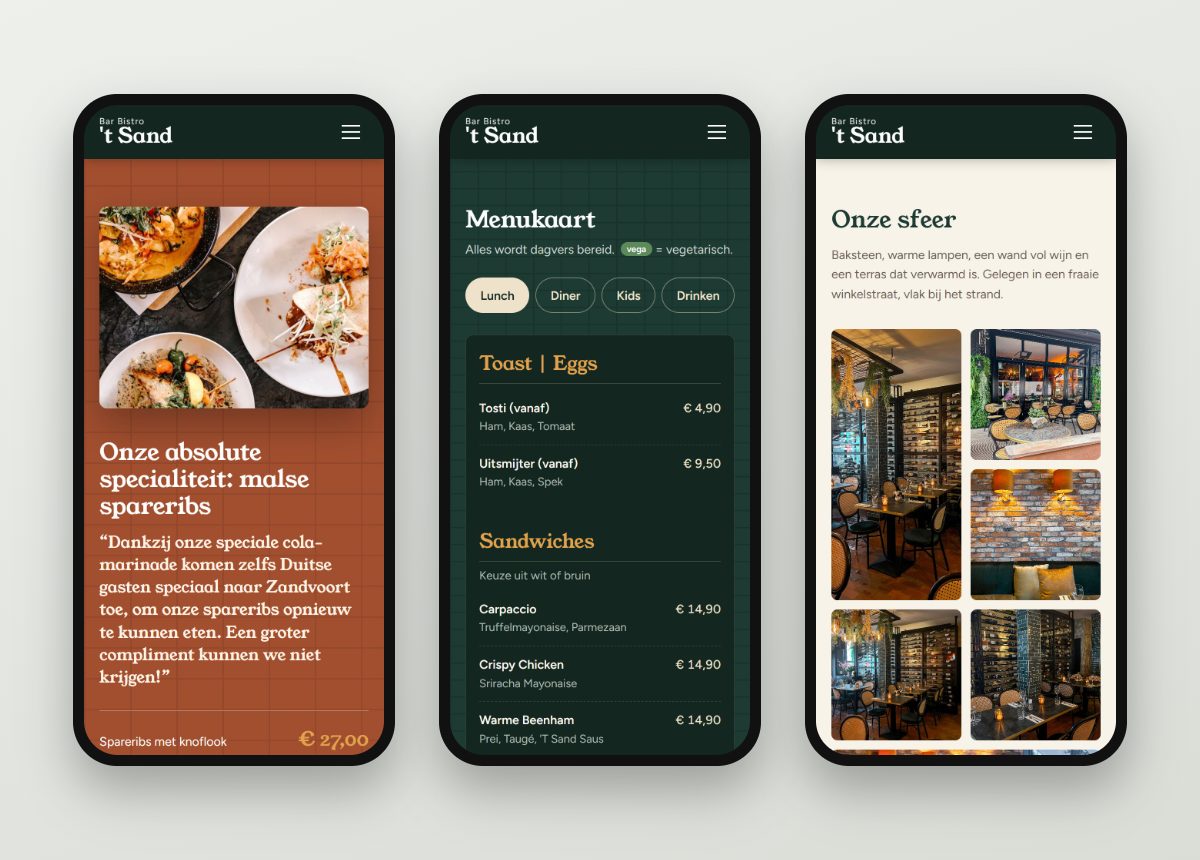 Bar Bistro
't Sand
Onze absolute
specialiteit: malse
spareribs
“Dankzij onze speciale cola-
marinade komen zelfs Duitse
gasten speciaal naar Zandvoort
toe, om onze spareribs opnieuw
te kunnen eten. Een groter
compliment kunnen we niet
krijgen!”
Spareribs met knoflook € 27,00
Bar Bistro
't Sand
Menukaart
Alles wordt dagvers bereid. vega = vegetarisch.
Lunch Diner Kids Drinken
Toast | Eggs
Tosti (vanaf) € 4,90
Ham, Kaas, Tomaat
Uitsmijter (vanaf) € 9,50
Ham, Kaas, Spek
Sandwiches
Keuze uit wit of bruin
Carpaccio € 14,90
Truffelmayonaise, Parmezaan
Crispy Chicken € 14,90
Sriracha Mayonaise
Warme Beenham € 14,90
Prei, Taugé, 'T Sand Saus
Bar Bistro
't Sand
Onze sfeer
Baksteen, warme lampen, een wand vol wijn en
een terras dat verwarmd is. Gelegen in een fraaie
winkelstraat, vlak bij het strand.